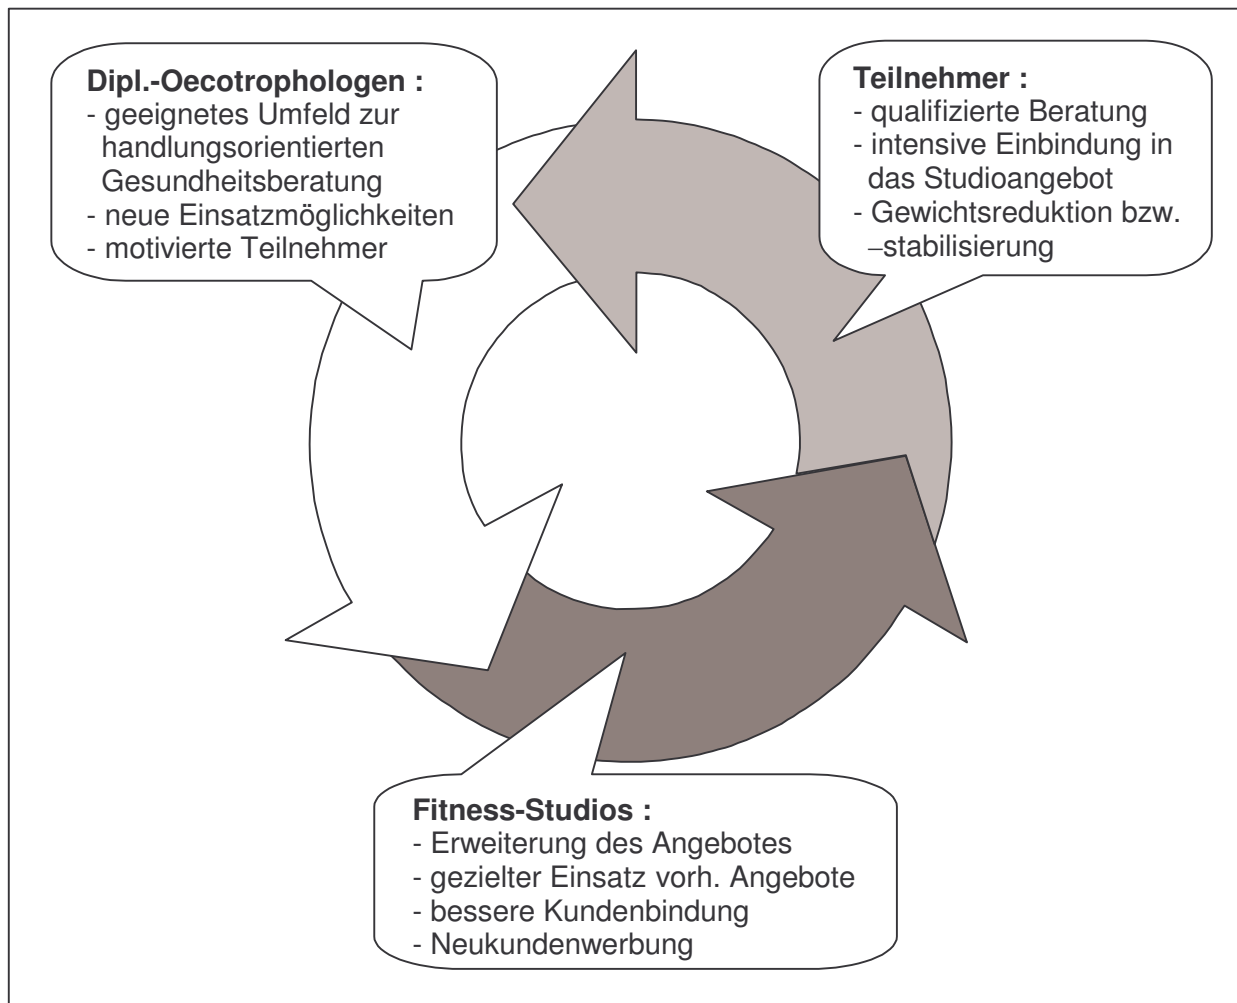 Dipl.-Oecotrophologen :
- geeignetes Umfeld zur
handlungsorientierten
Gesundheitsberatung
- neue Einsatzmöglichkeiten
- motivierte Teilnehmer
Teilnehmer :
- qualifizierte Beratung
- intensive Einbindung in
das Studioangebot
- Gewichtsreduktion bzw.
–stabilisierung
Fitness-Studios :
- Erweiterung des Angebotes
- gezielter Einsatz vorh. Angebote
- bessere Kundenbindung
- Neukundenwerbung